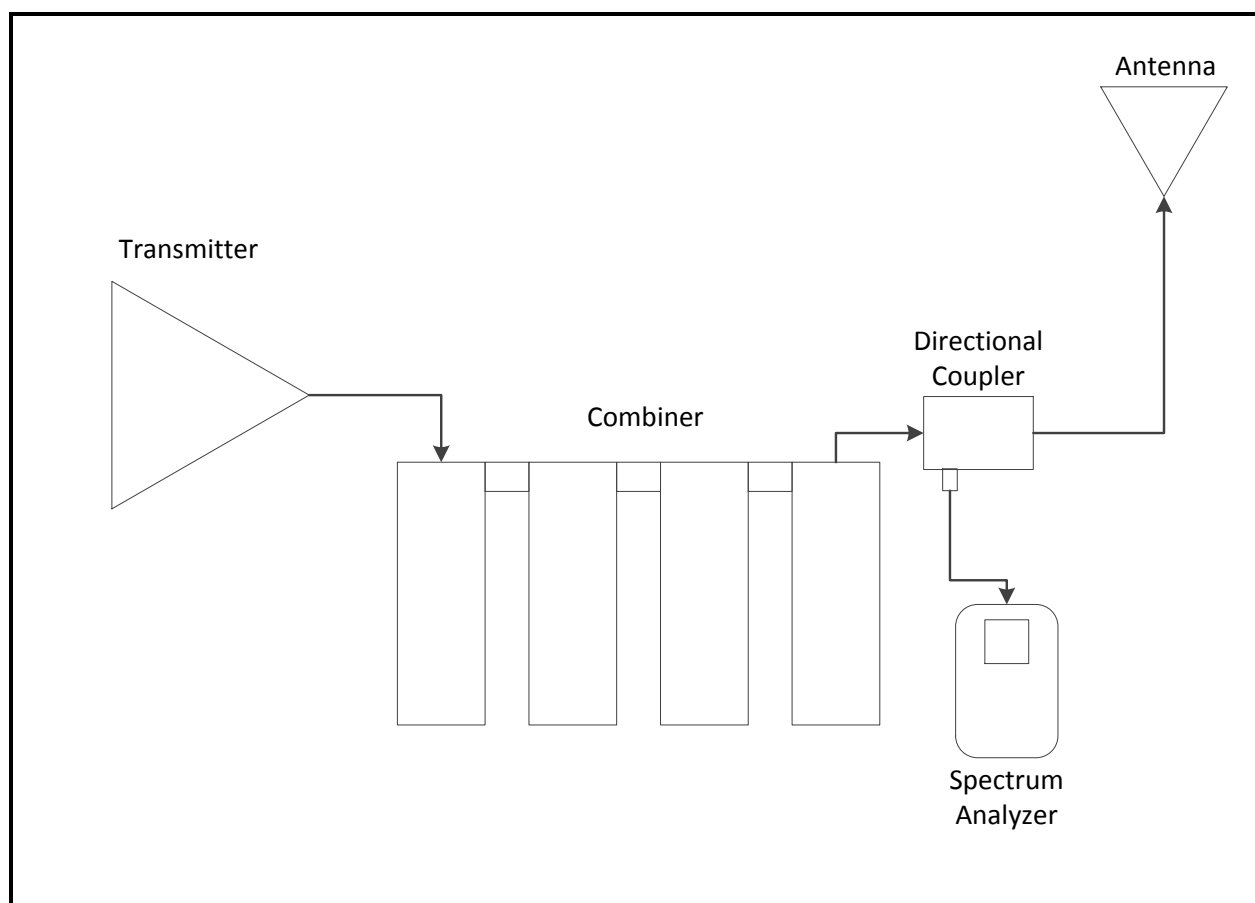 Antenna
Transmitter
Directional
Coupler
Combiner
Spectrum
Analyzer